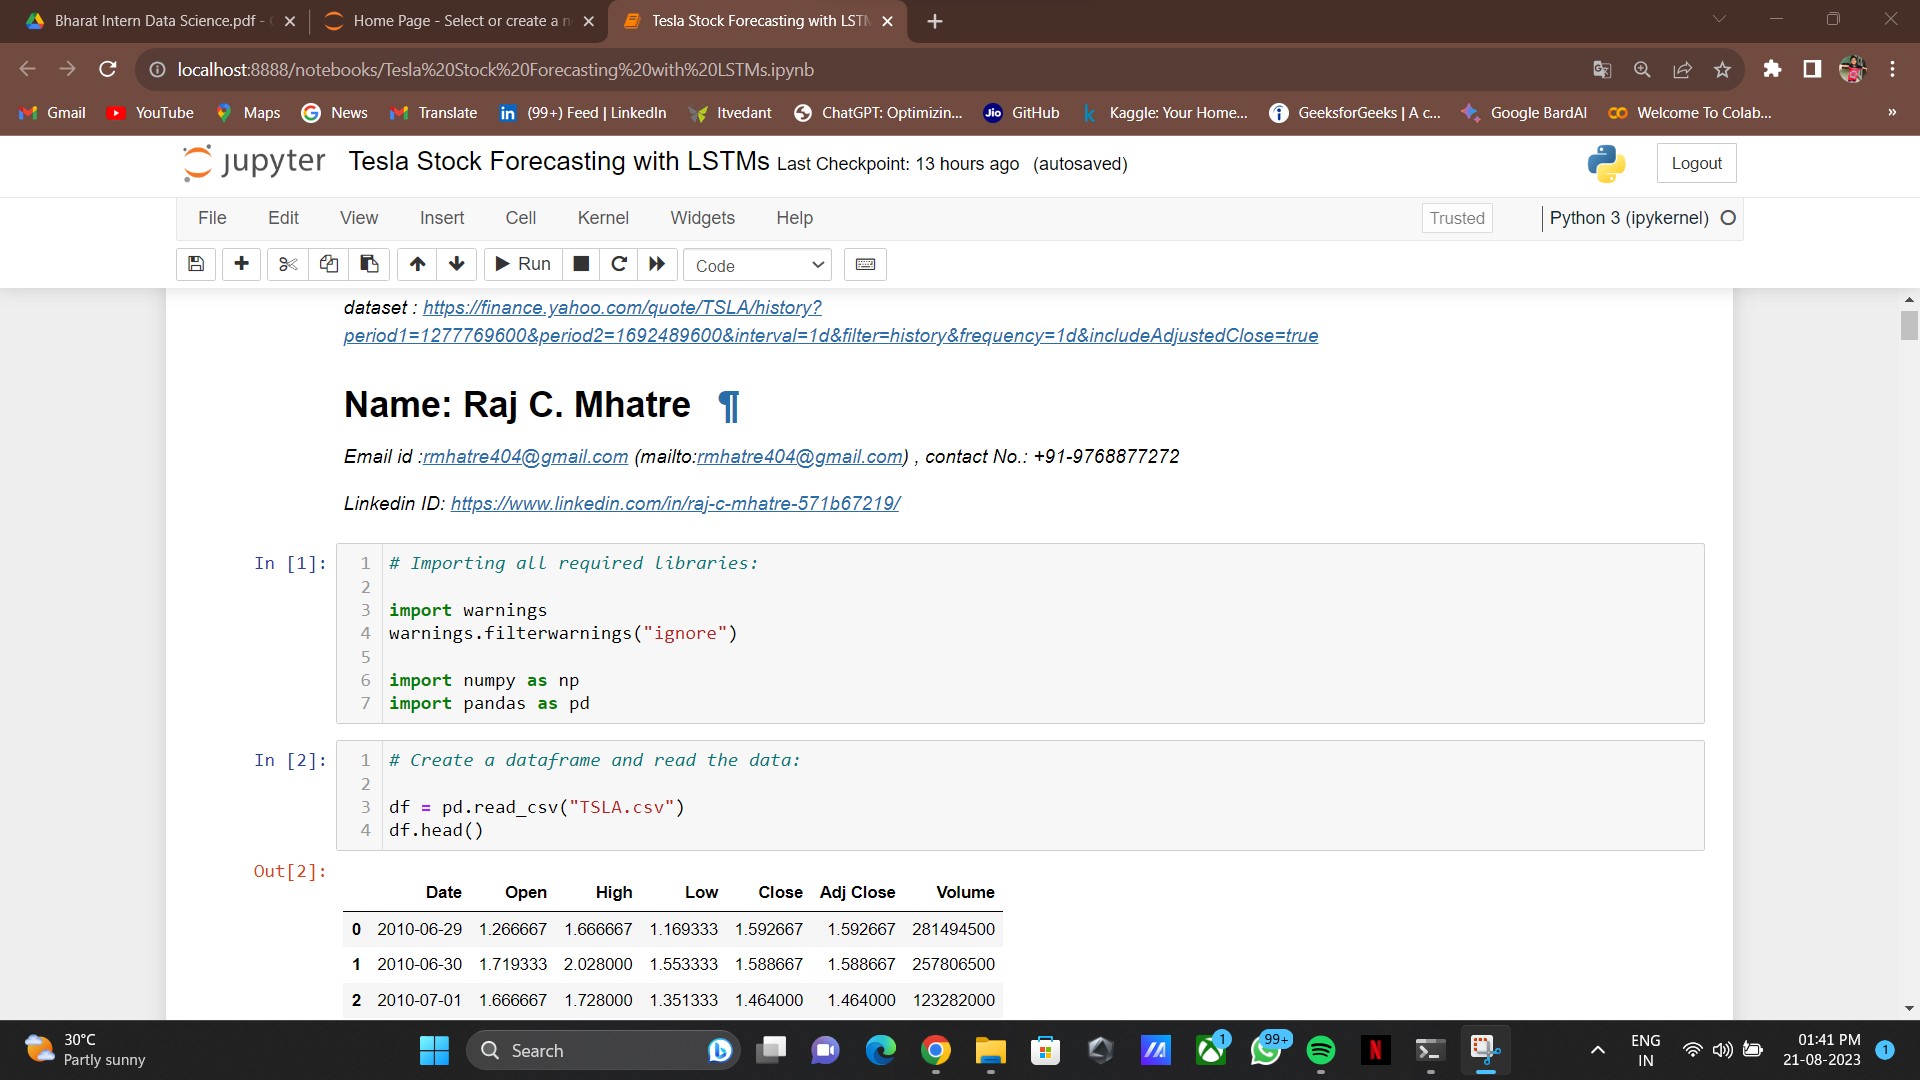 Bharat Intern Data Science.pdf -
Home Page - Select or create a n
Tesla Stock Forecasting with LSTM
localhost:8888/notebooks/Tesla%20Stock%20Forecasting%20with%20LSTMs.ipynb
Gmail YouTube Maps News Translate (99+) Feed | LinkedIn Itvedant ChatGPT: Optimizin... GitHub Kaggle: Your Home... GeeksforGeeks | A c... Google BardAI Welcome To Colab... »
jupyter Tesla Stock Forecasting with LSTMs Last Checkpoint: 13 hours ago (autosaved) Logout
File Edit View Insert Cell Kernel Widgets Help Trusted Python 3 (ipykernel)
Run Code
dataset : https://finance.yahoo.com/quote/TSLA/history?
period1=1277769600&period2=1692489600&interval=1d&filter=history&frequency=1d&includeAdjustedClose=true
Name: Raj C. Mhatre ¶
Email id :rmhatre404@gmail.com (mailto:rmhatre404@gmail.com) , contact No.: +91-9768877272
Linkedin ID: https://www.linkedin.com/in/raj-c-mhatre-571b67219/
In [1]: 1 # Importing all required libraries:
2
3 import warnings
4 warnings.filterwarnings("ignore")
5
6 import numpy as np
7 import pandas as pd
In [2]: 1 # Create a dataframe and read the data:
2
3 df = pd.read_csv("TSLA.csv")
4 df.head()
Out[2]:
Date Open High Low Close Adj Close Volume
0 2010-06-29 1.266667 1.666667 1.169333 1.592667 1.592667 281494500
1 2010-06-30 1.719333 2.028000 1.553333 1.588667 1.588667 257806500
2 2010-07-01 1.666667 1.728000 1.351333 1.464000 1.464000 123282000
30°C
Partly sunny
Search
1
99+
ENG
IN
01:41 PM
21-08-2023
1